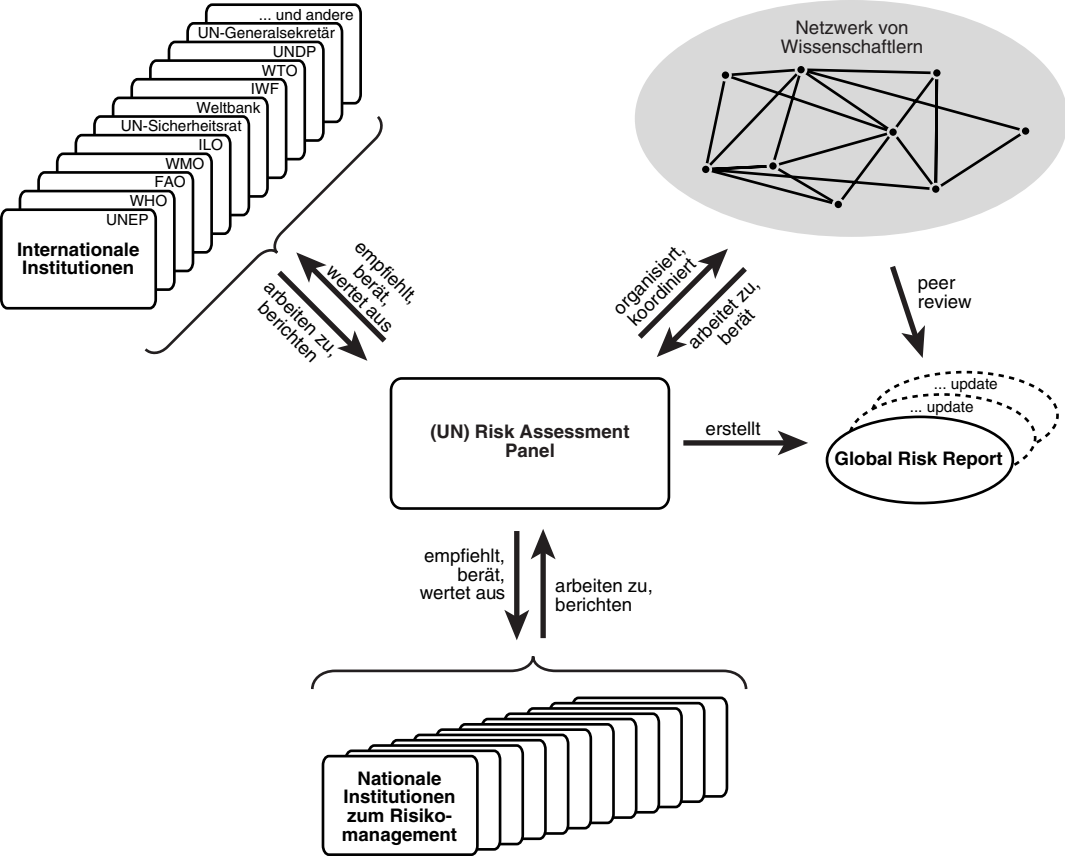 ... und andere
UN-Generalsekretär
UNDP
WTO
IWF
Weltbank
UN-Sicherheitsrat
ILO
WMO
FAO
WHO
UNEP
Internationale
Institutionen
Netzwerk von
Wissenschaftlern
empfiehlt,
berät,
wertet aus
arbeiten zu,
berichten
organisiert,
koordiniert
arbeitet zu,
berät
peer
review
... update
... update
Global Risk Report
erstellt
(UN) Risk Assessment
Panel
empfiehlt,
berät,
wertet aus
arbeiten zu,
berichten
Nationale
Institutionen
zum Risiko-
management